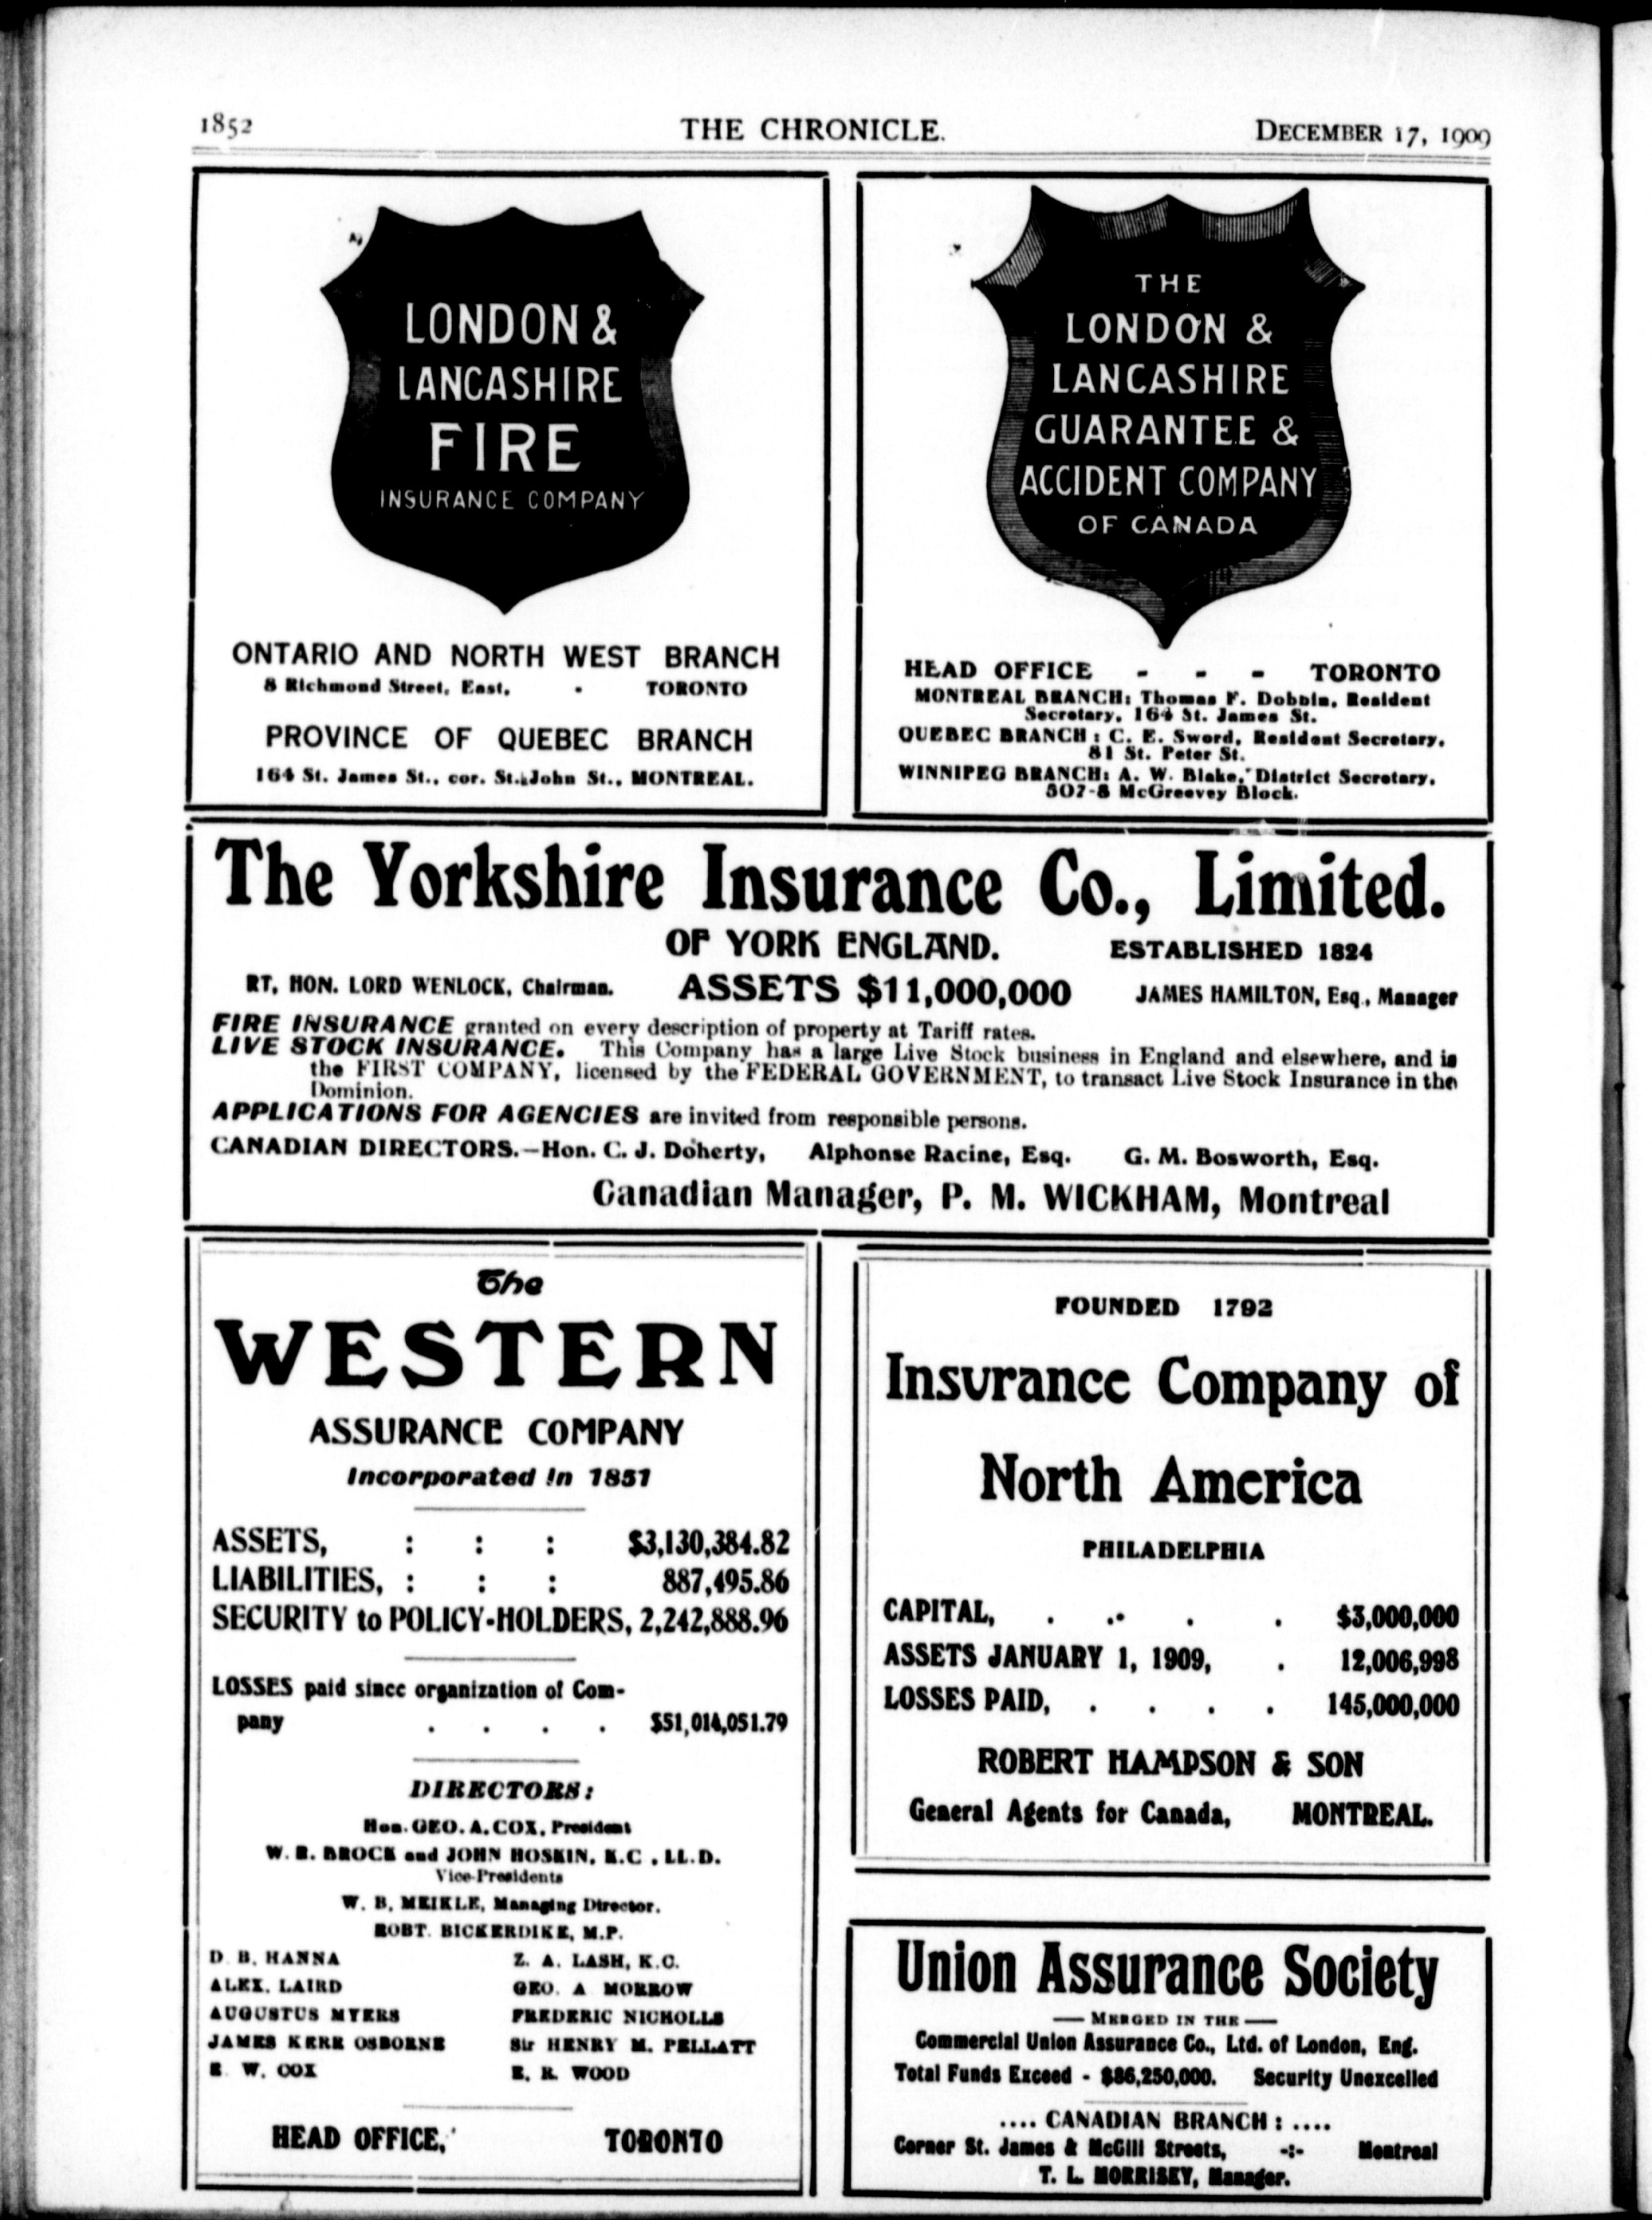 1852 THE CHRONICLE. DECEMBER 17, 1909
LONDON &
LANCASHIRE
FIRE
INSURANCE COMPANY
ONTARIO AND NORTH WEST BRANCH
8 Richmond Street, East, - TORONTO
PROVINCE OF QUEBEC BRANCH
164 St. James St., cor. St. John St., MONTREAL.
THE
LONDON &
LANCASHIRE
GUARANTEE &
ACCIDENT COMPANY
OF CANADA
HEAD OFFICE - - - TORONTO
MONTREAL BRANCH: Thomas F. Dobbin, Resident
Secretary, 164 St. James St.
QUEBEC BRANCH: C. E. Sword, Resident Secretary,
81 St. Peter St.
WINNIPEG BRANCH: A. W. Blake, District Secretary,
507-8 McGreevey Block.
The Yorkshire Insurance Co., Limited.
OF YORK ENGLAND. ESTABLISHED 1824
RT. HON. LORD WENLOCK, Chairman. ASSETS $11,000,000 JAMES HAMILTON, Esq., Manager
FIRE INSURANCE granted on every description of property at Tariff rates.
LIVE STOCK INSURANCE. This Company has a large Live Stock business in England and elsewhere, and is
the FIRST COMPANY, licensed by the FEDERAL GOVERNMENT, to transact Live Stock Insurance in the
Dominion.
APPLICATIONS FOR AGENCIES are invited from responsible persons.
CANADIAN DIRECTORS.—Hon. C. J. Doherty, Alphonse Racine, Esq. G. M. Bosworth, Esq.
Canadian Manager, P. M. WICKHAM, Montreal
The
WESTERN
ASSURANCE COMPANY
Incorporated in 1851
ASSETS, : : : $3,130,384.82
LIABILITIES, : : : 887,495.86
SECURITY to POLICY-HOLDERS, 2,242,888.96
LOSSES paid since organization of Com-
pany . . . . $51,014,051.79
DIRECTORS:
Hon. GEO. A. COX, President
W. R. BROCK and JOHN HOSKIN, K.C., LL.D.
Vice-Presidents
W. B. MEIKLE, Managing Director.
ROBT. BICKERDIKE, M.P.
D. B. HANNA Z. A. LASH, K.C.
ALEX. LAIRD GEO. A MORROW
AUGUSTUS MYERS FREDERIC NICHOLLS
JAMES KERR OSBORNE Sir HENRY M. PELLATT
E. W. COX E. R. WOOD
HEAD OFFICE, TORONTO
FOUNDED 1792
Insurance Company of
North America
PHILADELPHIA
CAPITAL, . . . . $3,000,000
ASSETS JANUARY 1, 1909, . 12,006,998
LOSSES PAID, . . . . 145,000,000
ROBERT HAMPSON & SON
General Agents for Canada, MONTREAL.
Union Assurance Society
— MERGED IN THE —
Commercial Union Assurance Co., Ltd. of London, Eng.
Total Funds Exceed - $86,250,000. Security Unexcelled
.... CANADIAN BRANCH: ....
Corner St. James & McGill Streets, -:- Montreal
T. L. MORRISEY, Manager.